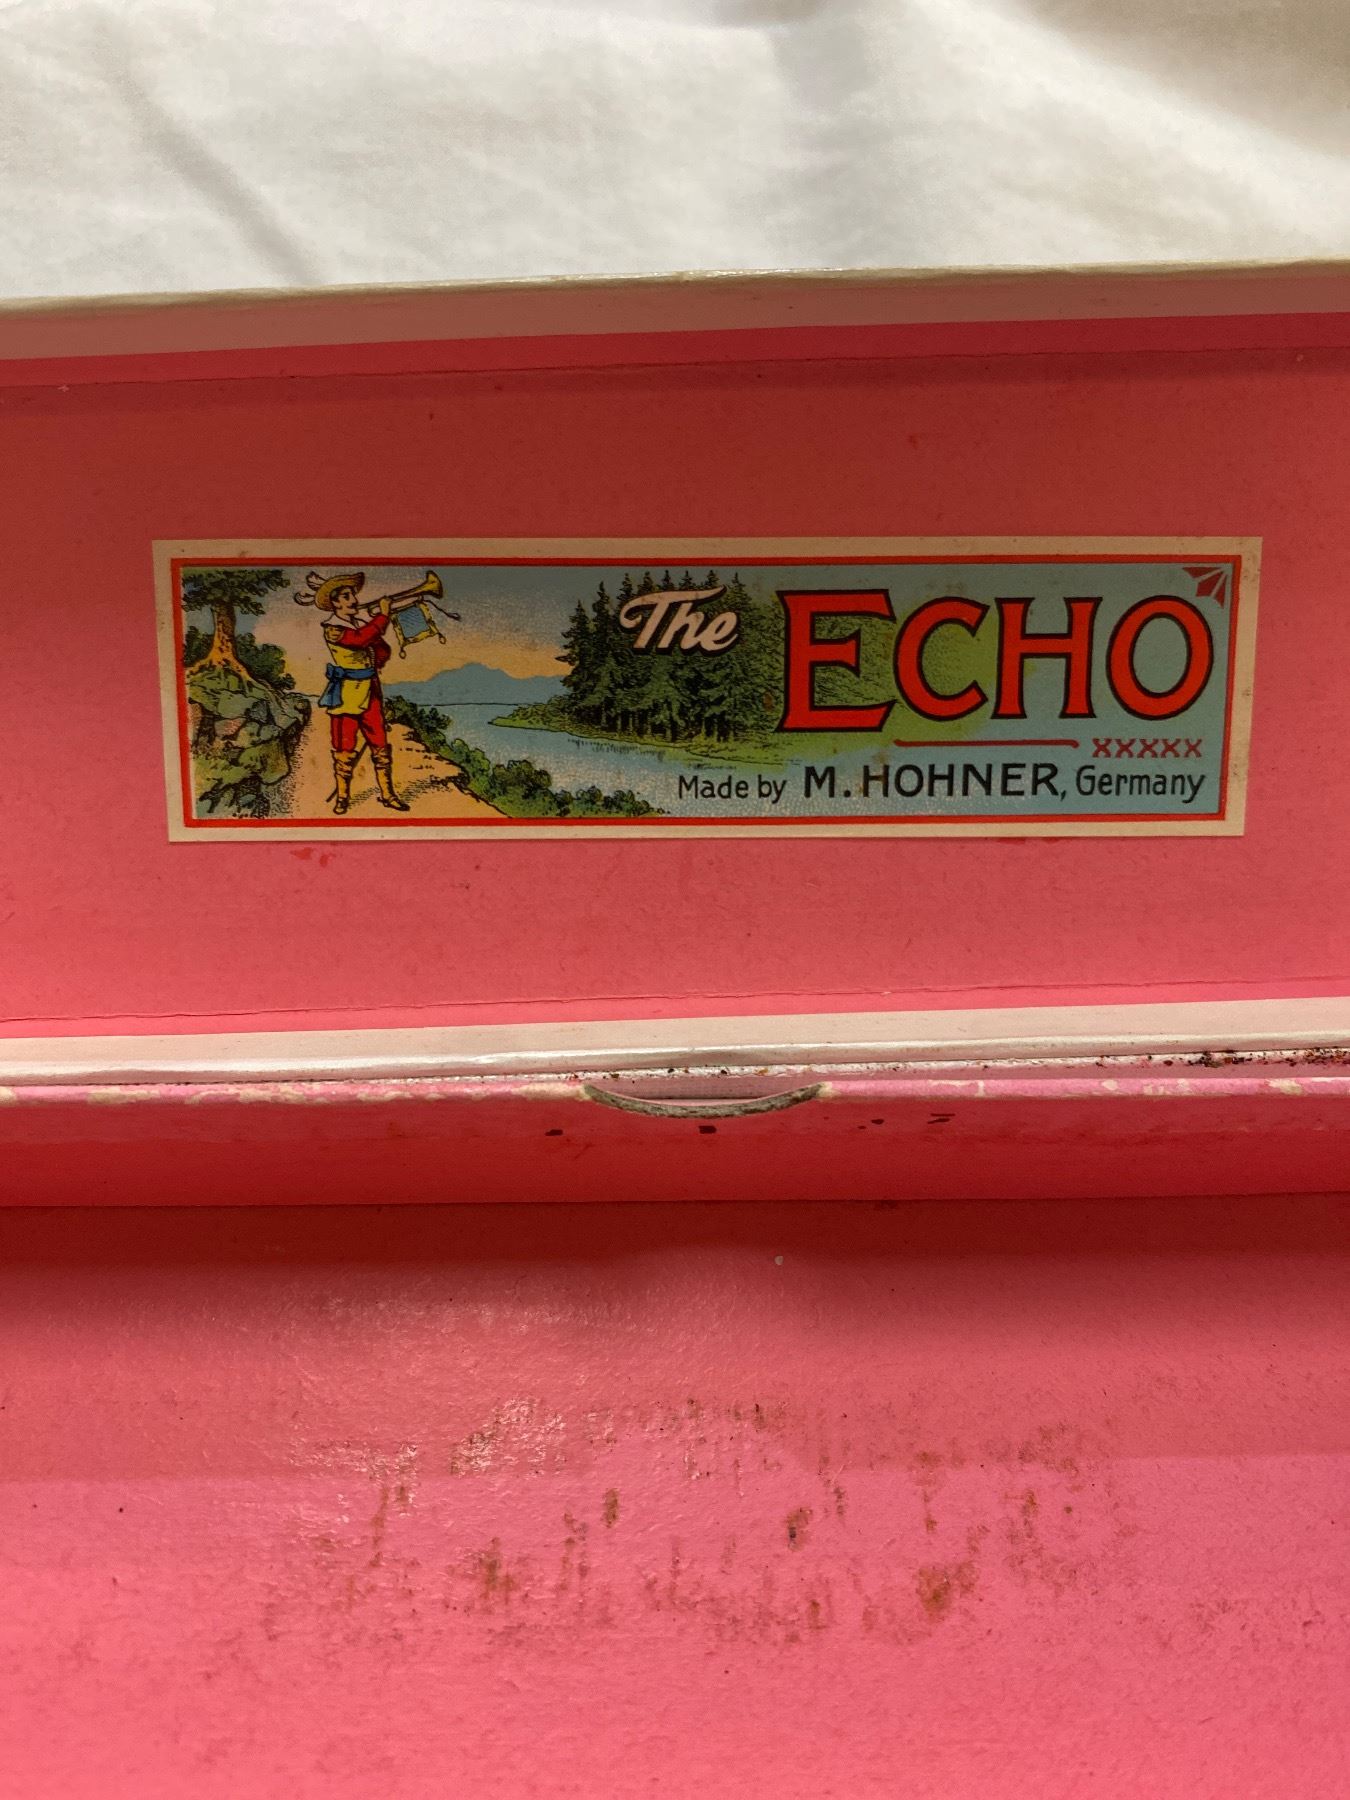 The ECHO
xxxxx
Made by M. HOHNER, Germany